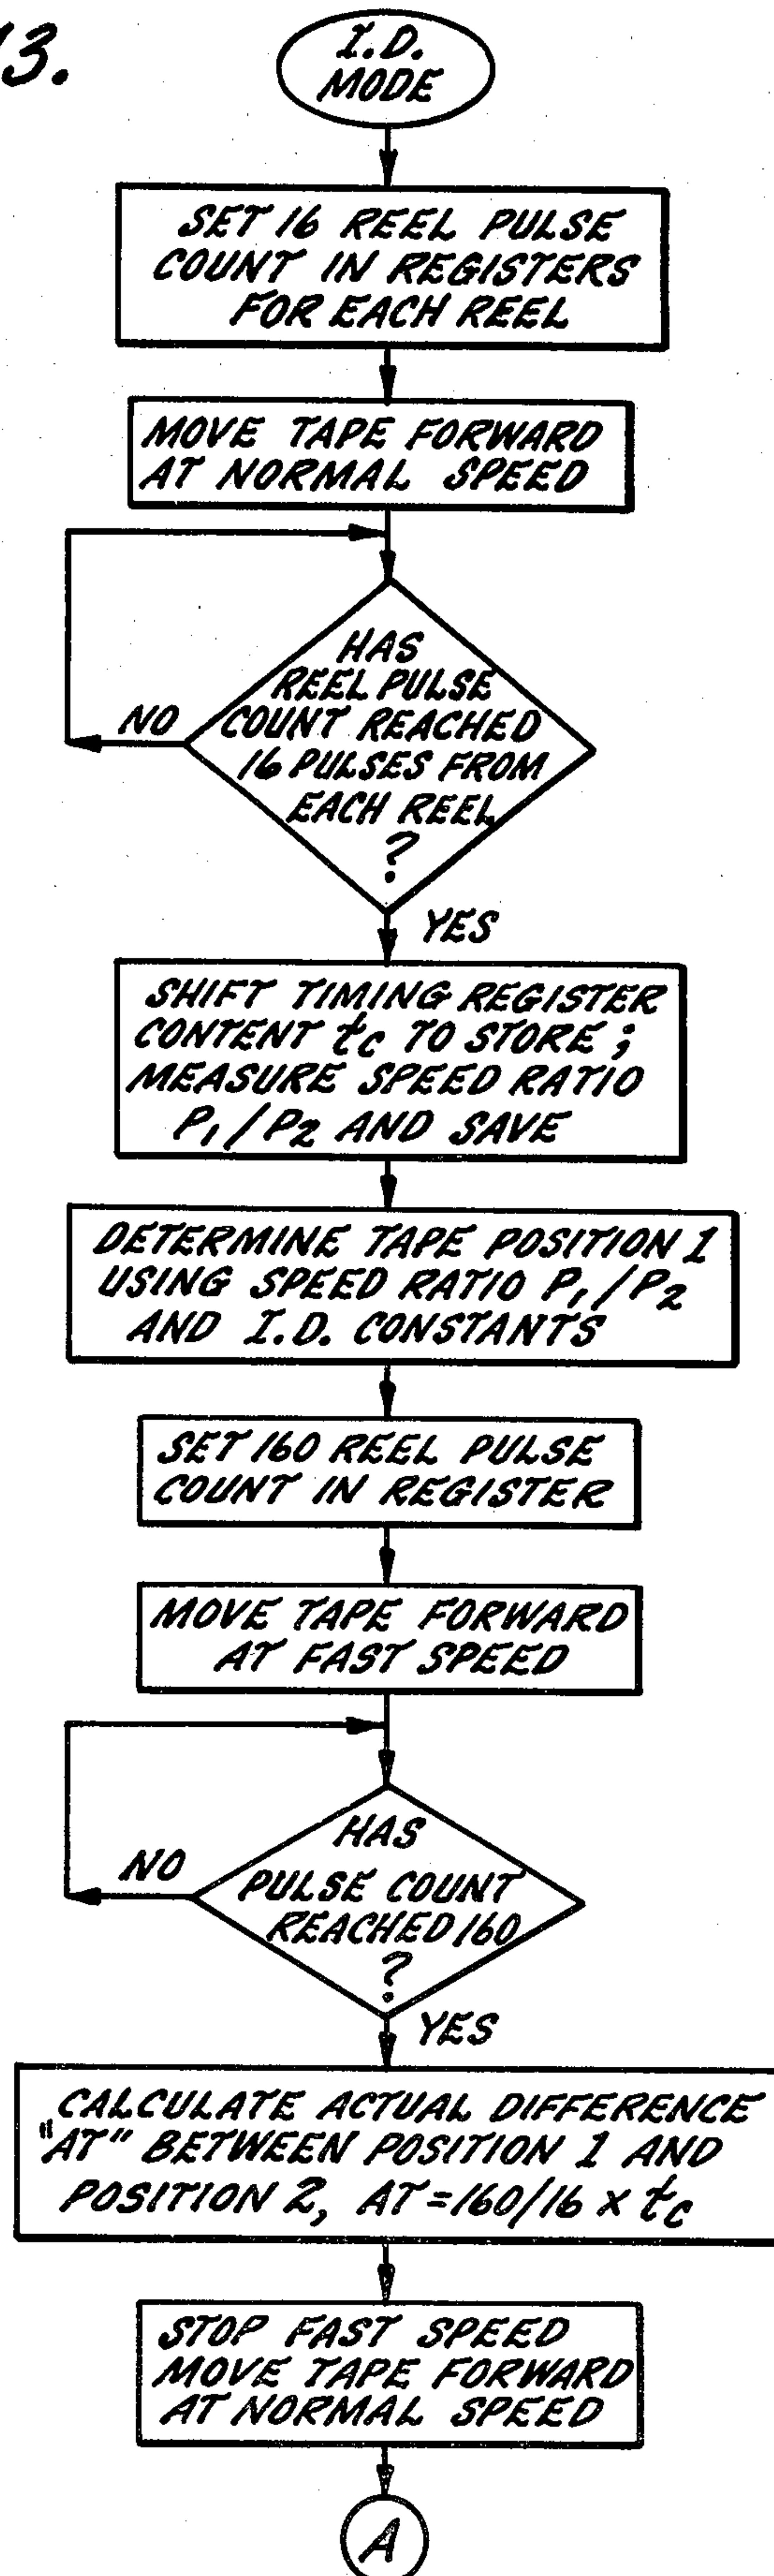 13.
I.D.
MODE
SET 16 REEL PULSE
COUNT IN REGISTERS
FOR EACH REEL
MOVE TAPE FORWARD
AT NORMAL SPEED
HAS
REEL PULSE
COUNT REACHED
16 PULSES FROM
EACH REEL
?
NO
YES
SHIFT TIMING REGISTER
CONTENT tc TO STORE;
MEASURE SPEED RATIO
P1/P2 AND SAVE
DETERMINE TAPE POSITION 1
USING SPEED RATIO P1/P2
AND I.D. CONSTANTS
SET 160 REEL PULSE
COUNT IN REGISTER
MOVE TAPE FORWARD
AT FAST SPEED
HAS
PULSE COUNT
REACHED 160
?
NO
YES
CALCULATE ACTUAL DIFFERENCE
"AT" BETWEEN POSITION 1 AND
POSITION 2, AT=160/16 x tc
STOP FAST SPEED
MOVE TAPE FORWARD
AT NORMAL SPEED
A